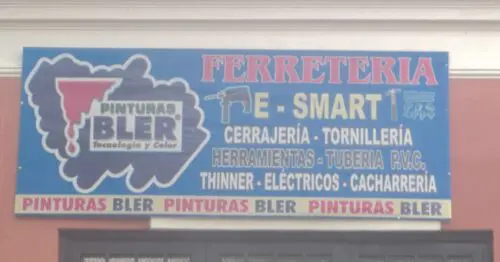 FERRETERIA
E - SMART
CERRAJERÍA - TORNILLERÍA
HERRAMIENTAS - TUBERIA P.V.C.
THINNER - ELÉCTRICOS - CACHARRERÍA
PINTURAS
BLER®
Tecnología y Color
PINTURAS BLER PINTURAS BLER PINTURAS BLER